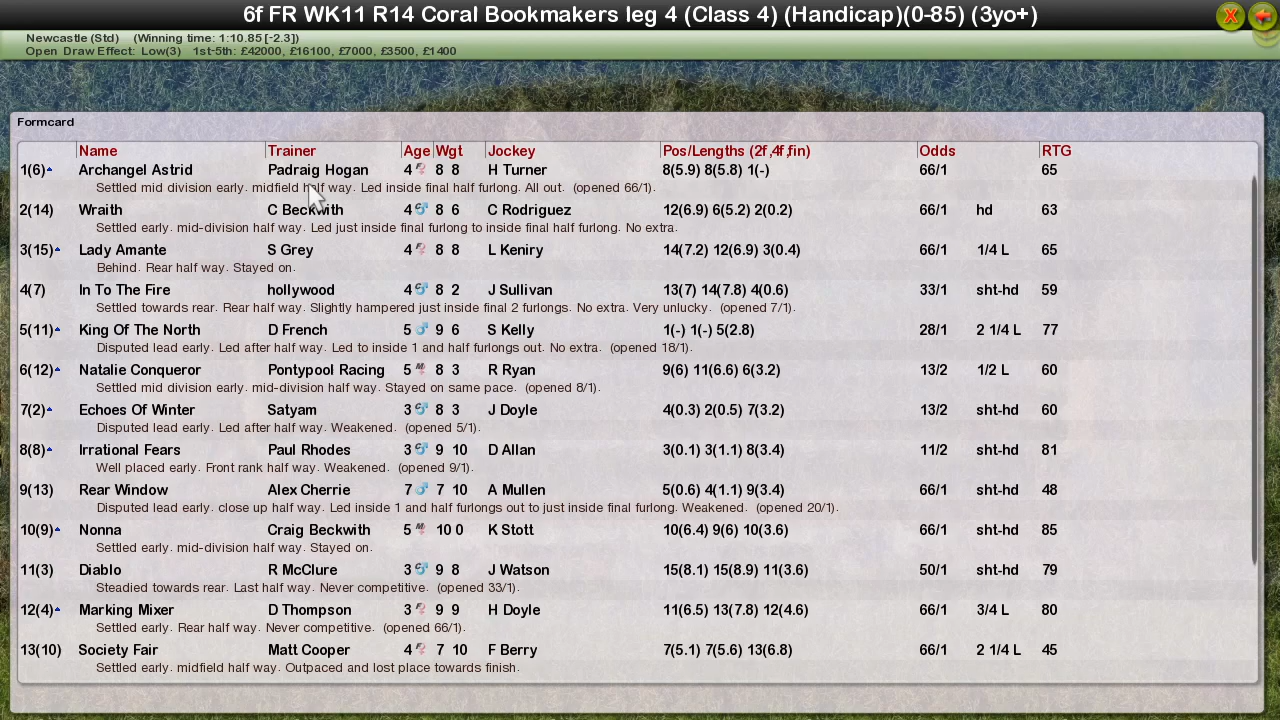 6f FR WK11 R14 Coral Bookmakers leg 4 (Class 4) (Handicap)(0-85) (3yo+)
Newcastle (Std) (Winning time: 1:10.85 [-2.3])
Open Draw Effect: Low(3) 1st-5th: £42000, £16100, £7000, £3500, £1400
Formcard
Name Trainer Age Wgt Jockey Pos/Lengths (2f,4f,fin) Odds RTG
1(6) Archangel Astrid Padraig Hogan 4 8 8 H Turner 8(5.9) 8(5.8) 1(-) 66/1 65
Settled mid division early. midfield half way. Led inside final half furlong. All out. (opened 66/1).
2(14) Wraith C Beckwith 4 8 6 C Rodriguez 12(6.9) 6(5.2) 2(0.2) 66/1 hd 63
Settled early. mid-division half way. Led just inside final furlong to inside final half furlong. No extra.
3(15) Lady Amante S Grey 4 8 8 L Keniry 14(7.2) 12(6.9) 3(0.4) 66/1 1/4 L 65
Behind. Rear half way. Stayed on.
4(7) In To The Fire hollywood 4 8 2 J Sullivan 13(7) 14(7.8) 4(0.6) 33/1 sht-hd 59
Settled towards rear. Rear half way. Slightly hampered just inside final 2 furlongs. No extra. Very unlucky. (opened 7/1).
5(11) King Of The North D French 5 9 6 S Kelly 1(-) 1(-) 5(2.8) 28/1 2 1/4 L 77
Disputed lead early. Led after half way. Led to inside 1 and half furlongs out. No extra. (opened 18/1).
6(12) Natalie Conqueror Pontypool Racing 5 8 3 R Ryan 9(6) 11(6.6) 6(3.2) 13/2 1/2 L 60
Settled mid division early. mid-division half way. Stayed on same pace. (opened 8/1).
7(2) Echoes Of Winter Satyam 3 8 3 J Doyle 4(0.3) 2(0.5) 7(3.2) 13/2 sht-hd 60
Disputed lead early. Led after half way. Weakened. (opened 5/1).
8(8) Irrational Fears Paul Rhodes 3 9 10 D Allan 3(0.1) 3(1.1) 8(3.4) 11/2 sht-hd 81
Well placed early. Front rank half way. Weakened. (opened 9/1).
9(13) Rear Window Alex Cherrie 7 7 10 A Mullen 5(0.6) 4(1.1) 9(3.4) 66/1 sht-hd 48
Disputed lead early. close up half way. Led inside 1 and half furlongs out to just inside final furlong. Weakened. (opened 20/1).
10(9) Nonna Craig Beckwith 5 10 0 K Stott 10(6.4) 9(6) 10(3.6) 66/1 sht-hd 85
Settled early. mid-division half way. Stayed on.
11(3) Diablo R McClure 3 9 8 J Watson 15(8.1) 15(8.9) 11(3.6) 50/1 sht-hd 79
Steadied towards rear. Last half way. Never competitive. (opened 33/1).
12(4) Marking Mixer D Thompson 3 9 9 H Doyle 11(6.5) 13(7.8) 12(4.6) 66/1 3/4 L 80
Settled early. Rear half way. Never competitive. (opened 66/1).
13(10) Society Fair Matt Cooper 4 7 10 F Berry 7(5.1) 7(5.6) 13(6.8) 66/1 2 1/4 L 45
Settled early. midfield half way. Outpaced and lost place towards finish.